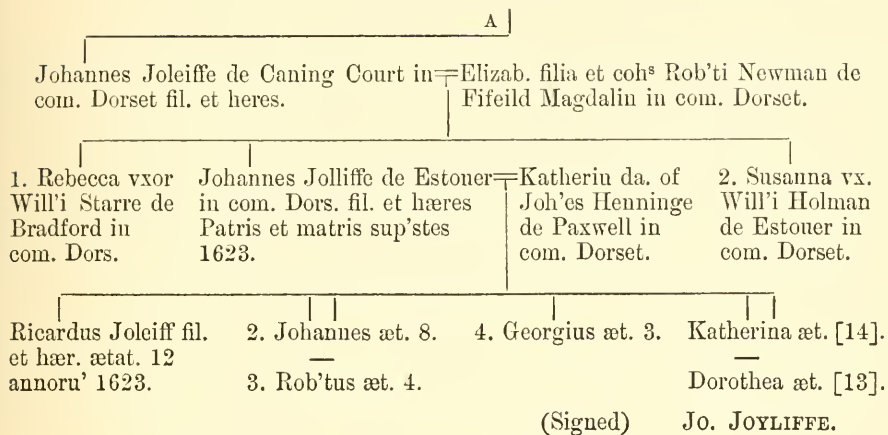 A
Johannes Joleiffe de Caning Court in
com. Dorset fil. et heres.
Elizab. filia et cohˢ Rob'ti Newman de
Fifeild Magdalin in com. Dorset.
1. Rebecca vxor
Will'i Starre de
Bradford in
com. Dors.
Johannes Jolliffe de Estouer
in com. Dors. fil. et hæres
Patris et matris sup'stes
1623.
Katherin da. of
Joh'es Henninge
de Paxwell in
com. Dorset.
2. Susanna vx.
Will'i Holman
de Estouer in
com. Dorset.
Ricardus Joleiff fil.
et hær. ætat. 12
annoru' 1623.
2. Johannes æt. 8.
—
3. Rob'tus æt. 4.
4. Georgius æt. 3.
Katherina æt. [14].
—
Dorothea æt. [13].
(Signed) JO. JOYLIFFE.